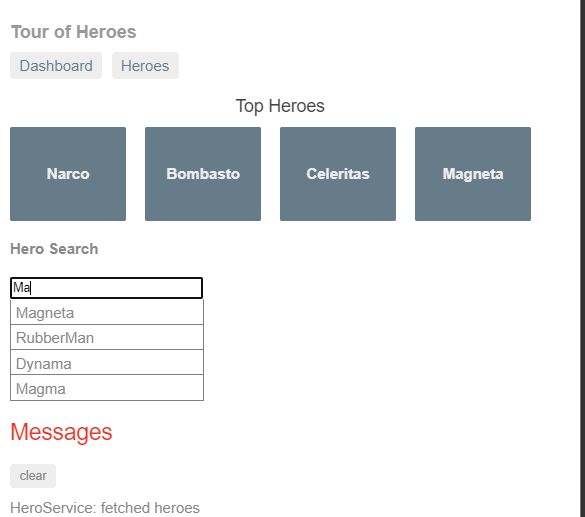 Tour of Heroes
Dashboard Heroes
Top Heroes
Narco Bombasto Celeritas Magneta
Hero Search
Ma
Magneta
RubberMan
Dynama
Magma
Messages
clear
HeroService: fetched heroes